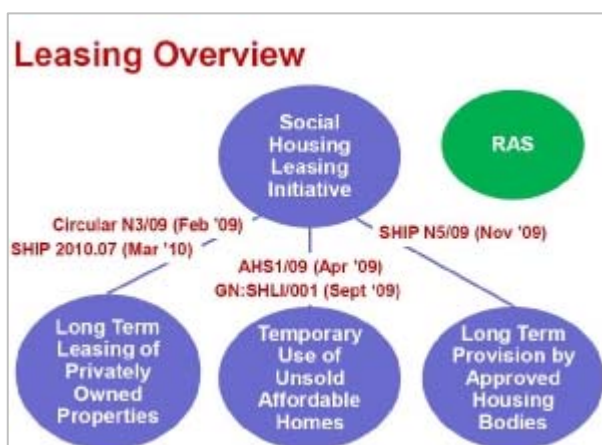 Leasing Overview
Social
Housing
Leasing
Initiative
RAS
Circular N3/09 (Feb '09)
SHIP 2010.07 (Mar '10)
AHS1/09 (Apr '09)
GN:SHLI/001 (Sept '09)
SHIP N5/09 (Nov '09)
Long Term
Leasing of
Privately
Owned
Properties
Temporary
Use of
Unsold
Affordable
Homes
Long Term
Provision by
Approved
Housing
Bodies